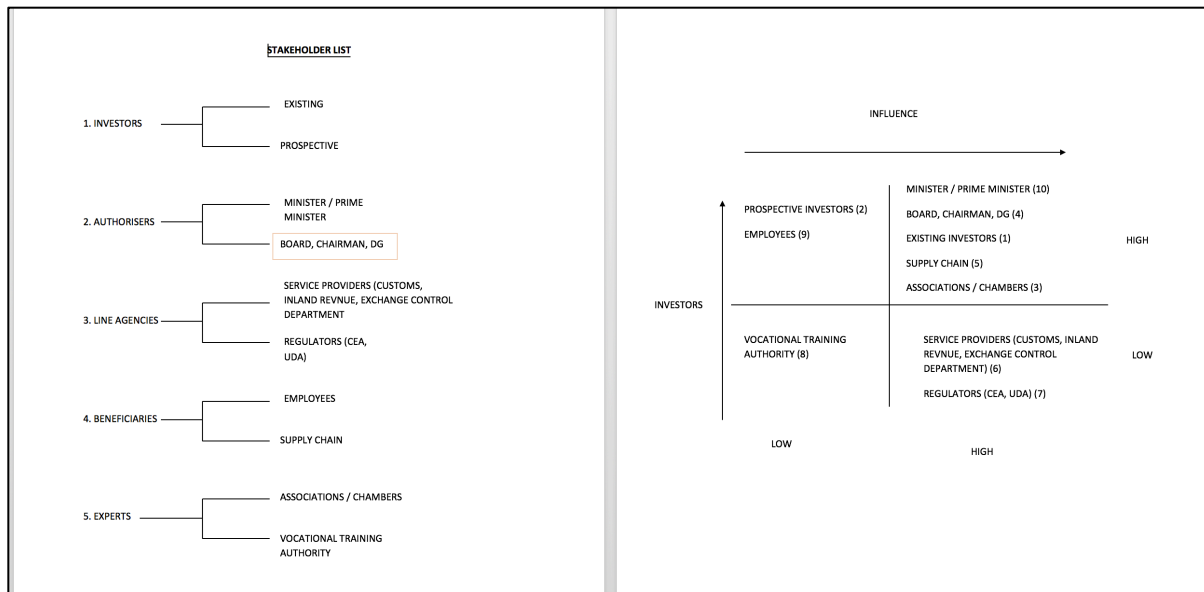 STAKEHOLDER LIST
1. INVESTORS
EXISTING
PROSPECTIVE
2. AUTHORISERS
MINISTER / PRIME
MINISTER
BOARD, CHAIRMAN, DG
3. LINE AGENCIES
SERVICE PROVIDERS (CUSTOMS,
INLAND REVNUE, EXCHANGE CONTROL
DEPARTMENT
REGULATORS (CEA,
UDA)
4. BENEFICIARIES
EMPLOYEES
SUPPLY CHAIN
5. EXPERTS
ASSOCIATIONS / CHAMBERS
VOCATIONAL TRAINING
AUTHORITY
INFLUENCE
INVESTORS
PROSPECTIVE INVESTORS (2)
EMPLOYEES (9)
MINISTER / PRIME MINISTER (10)
BOARD, CHAIRMAN, DG (4)
EXISTING INVESTORS (1)
SUPPLY CHAIN (5)
ASSOCIATIONS / CHAMBERS (3)
HIGH
VOCATIONAL TRAINING
AUTHORITY (8)
SERVICE PROVIDERS (CUSTOMS, INLAND
REVNUE, EXCHANGE CONTROL
DEPARTMENT) (6)
REGULATORS (CEA, UDA) (7)
LOW
LOW
HIGH